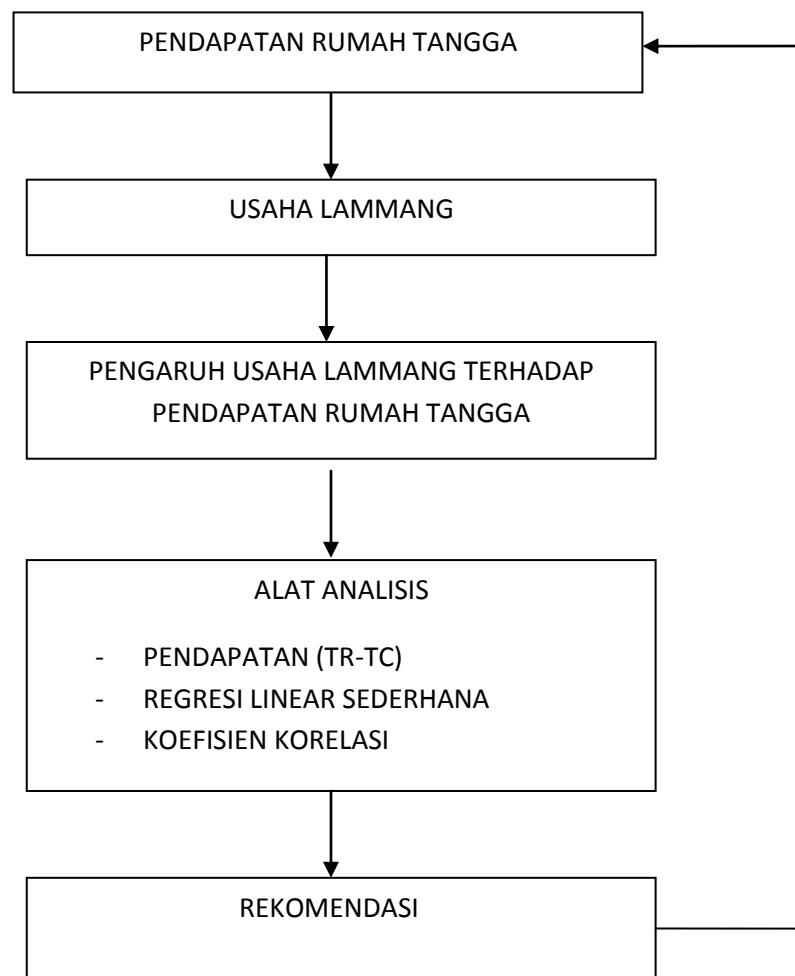 PENDAPATAN RUMAH TANGGA
USAHA LAMMANG
PENGARUH USAHA LAMMANG TERHADAP
PENDAPATAN RUMAH TANGGA
ALAT ANALISIS
- PENDAPATAN (TR-TC)
- REGRESI LINEAR SEDERHANA
- KOEFISIEN KORELASI
REKOMENDASI